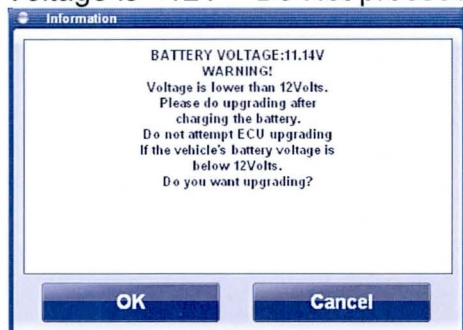 Information
BATTERY VOLTAGE:11.14V
WARNING!
Voltage is lower than 12Volts.
Please do upgrading after
charging the battery.
Do not attempt ECU upgrading
If the vehicle's battery voltage is
below 12Volts.
Do you want upgrading?
OK Cancel